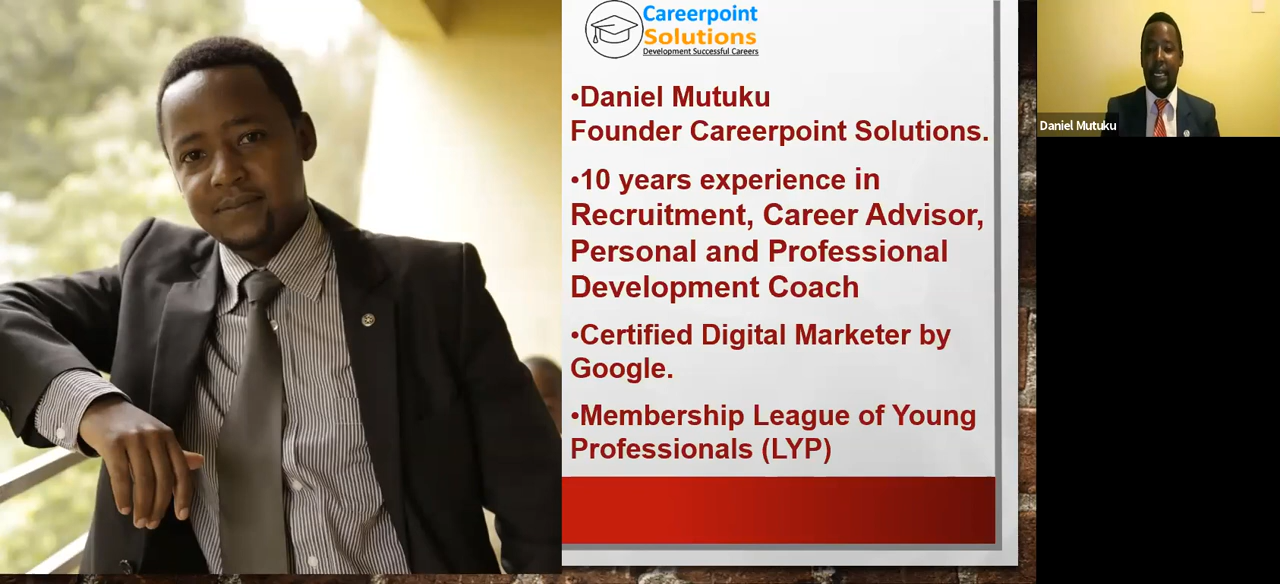 Careerpoint
Solutions
Development Successful Careers
•Daniel Mutuku
Founder Careerpoint Solutions.
•10 years experience in
Recruitment, Career Advisor,
Personal and Professional
Development Coach
•Certified Digital Marketer by
Google.
•Membership League of Young
Professionals (LYP)
Daniel Mutuku